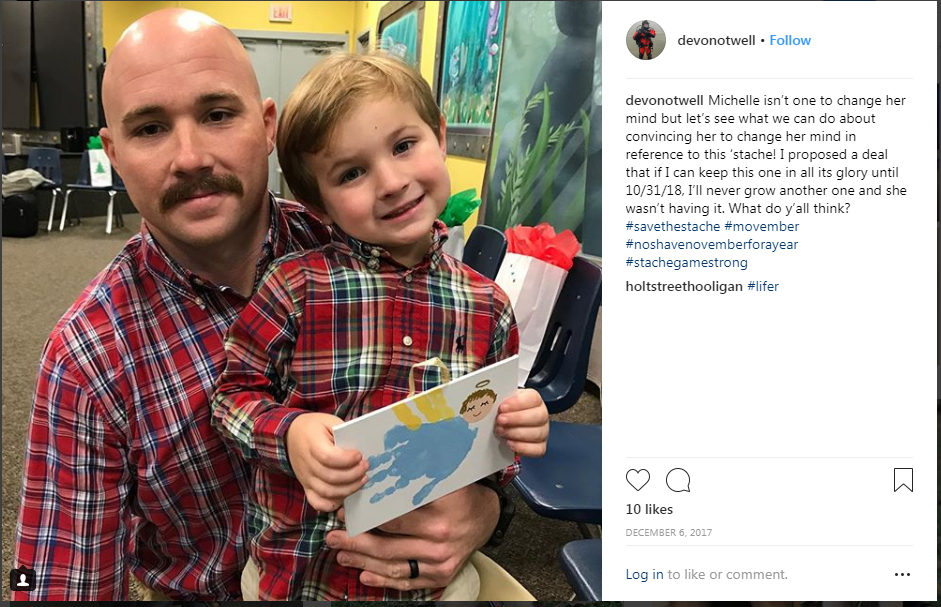 EXIT
devonotwell • Follow
devonotwell Michelle isn't one to change her
mind but let's see what we can do about
convincing her to change her mind in
reference to this 'stache! I proposed a deal
that if I can keep this one in all its glory until
10/31/18, I'll never grow another one and she
wasn't having it. What do y'all think?
#savethestache #movember
#noshavenovemberforayear
#stachegamestrong
holtstreethooligan #lifer
10 likes
DECEMBER 6, 2017
Log in to like or comment.